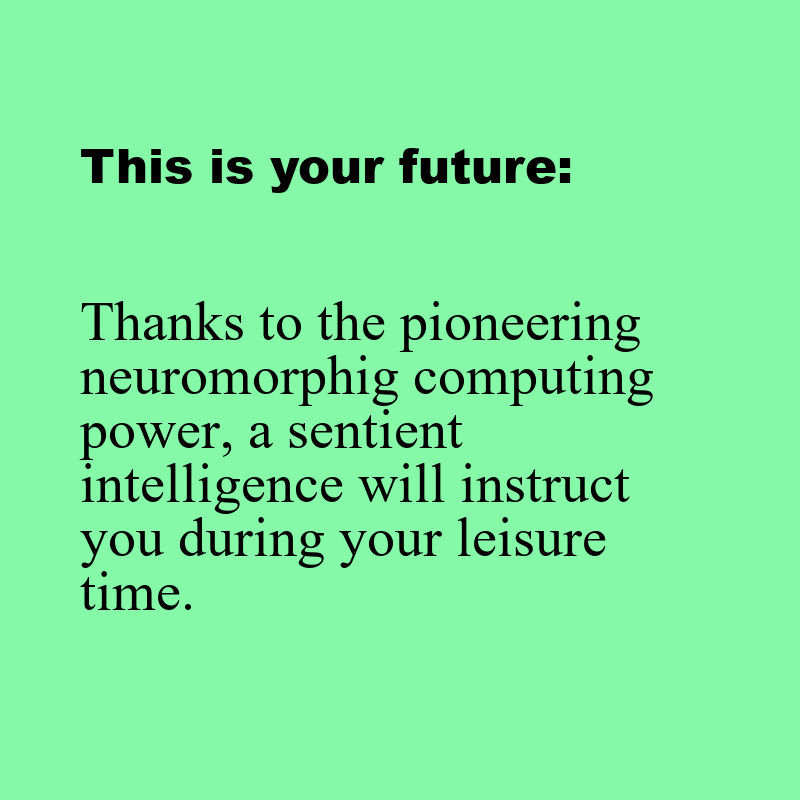 This is your future:
Thanks to the pioneering
neuromorphig computing
power, a sentient
intelligence will instruct
you during your leisure
time.